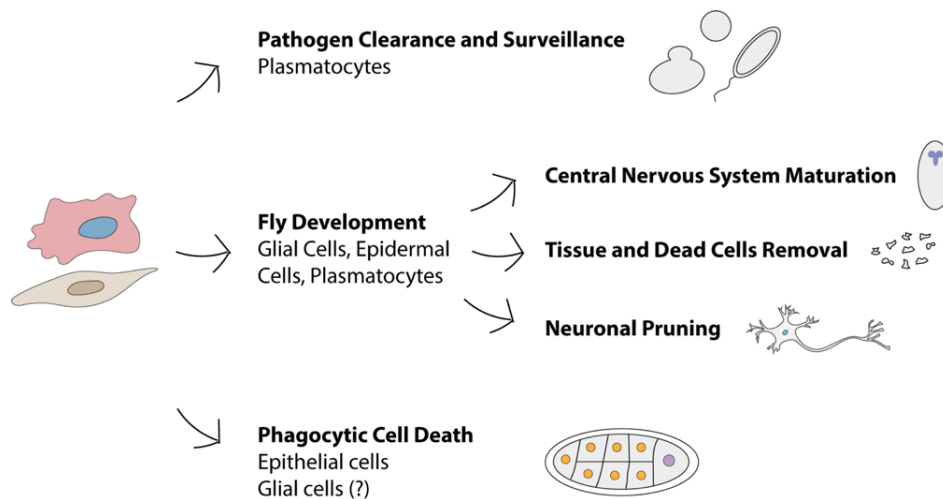 Pathogen Clearance and Surveillance
Plasmatocytes
Central Nervous System Maturation
Fly Development
Glial Cells, Epidermal
Cells, Plasmatocytes
Tissue and Dead Cells Removal
Neuronal Pruning
Phagocytic Cell Death
Epithelial cells
Glial cells (?)